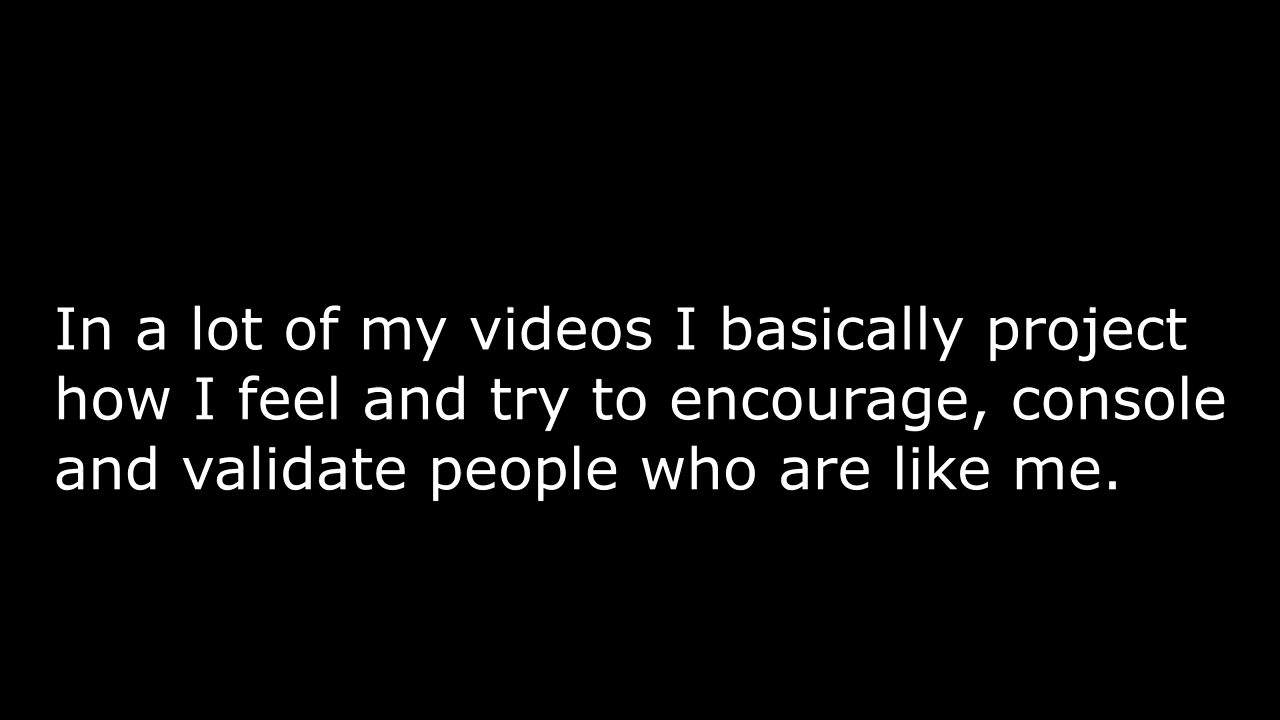 In a lot of my videos I basically project
how I feel and try to encourage, console
and validate people who are like me.